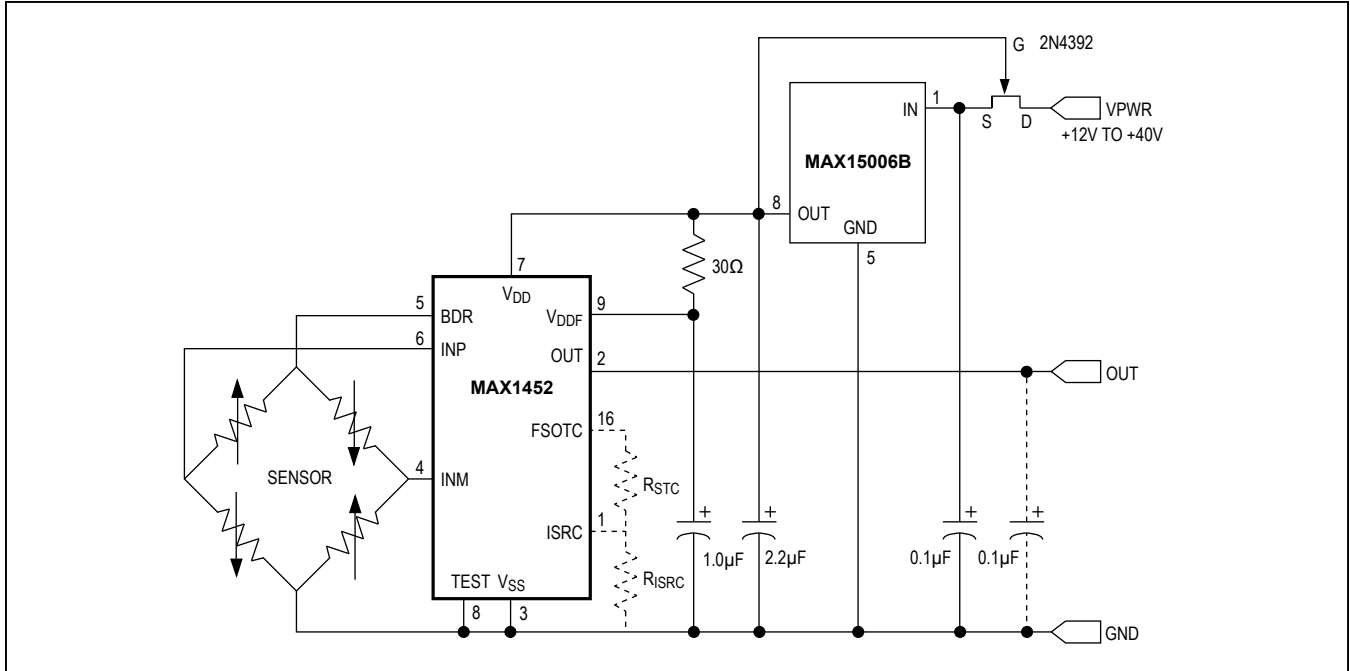 G 2N4392
IN 1
S D VPWR
+12V TO +40V
MAX15006B
8 OUT
GND
5
30Ω
7
VDD
5 BDR
VDDF 9
6 INP
OUT 2
OUT
MAX1452
FSOTC 16
SENSOR
4 INM
RSTC
ISRC 1
+ + + +
1.0µF 2.2µF 0.1µF 0.1µF
RISRC
TEST VSS
8 3
GND